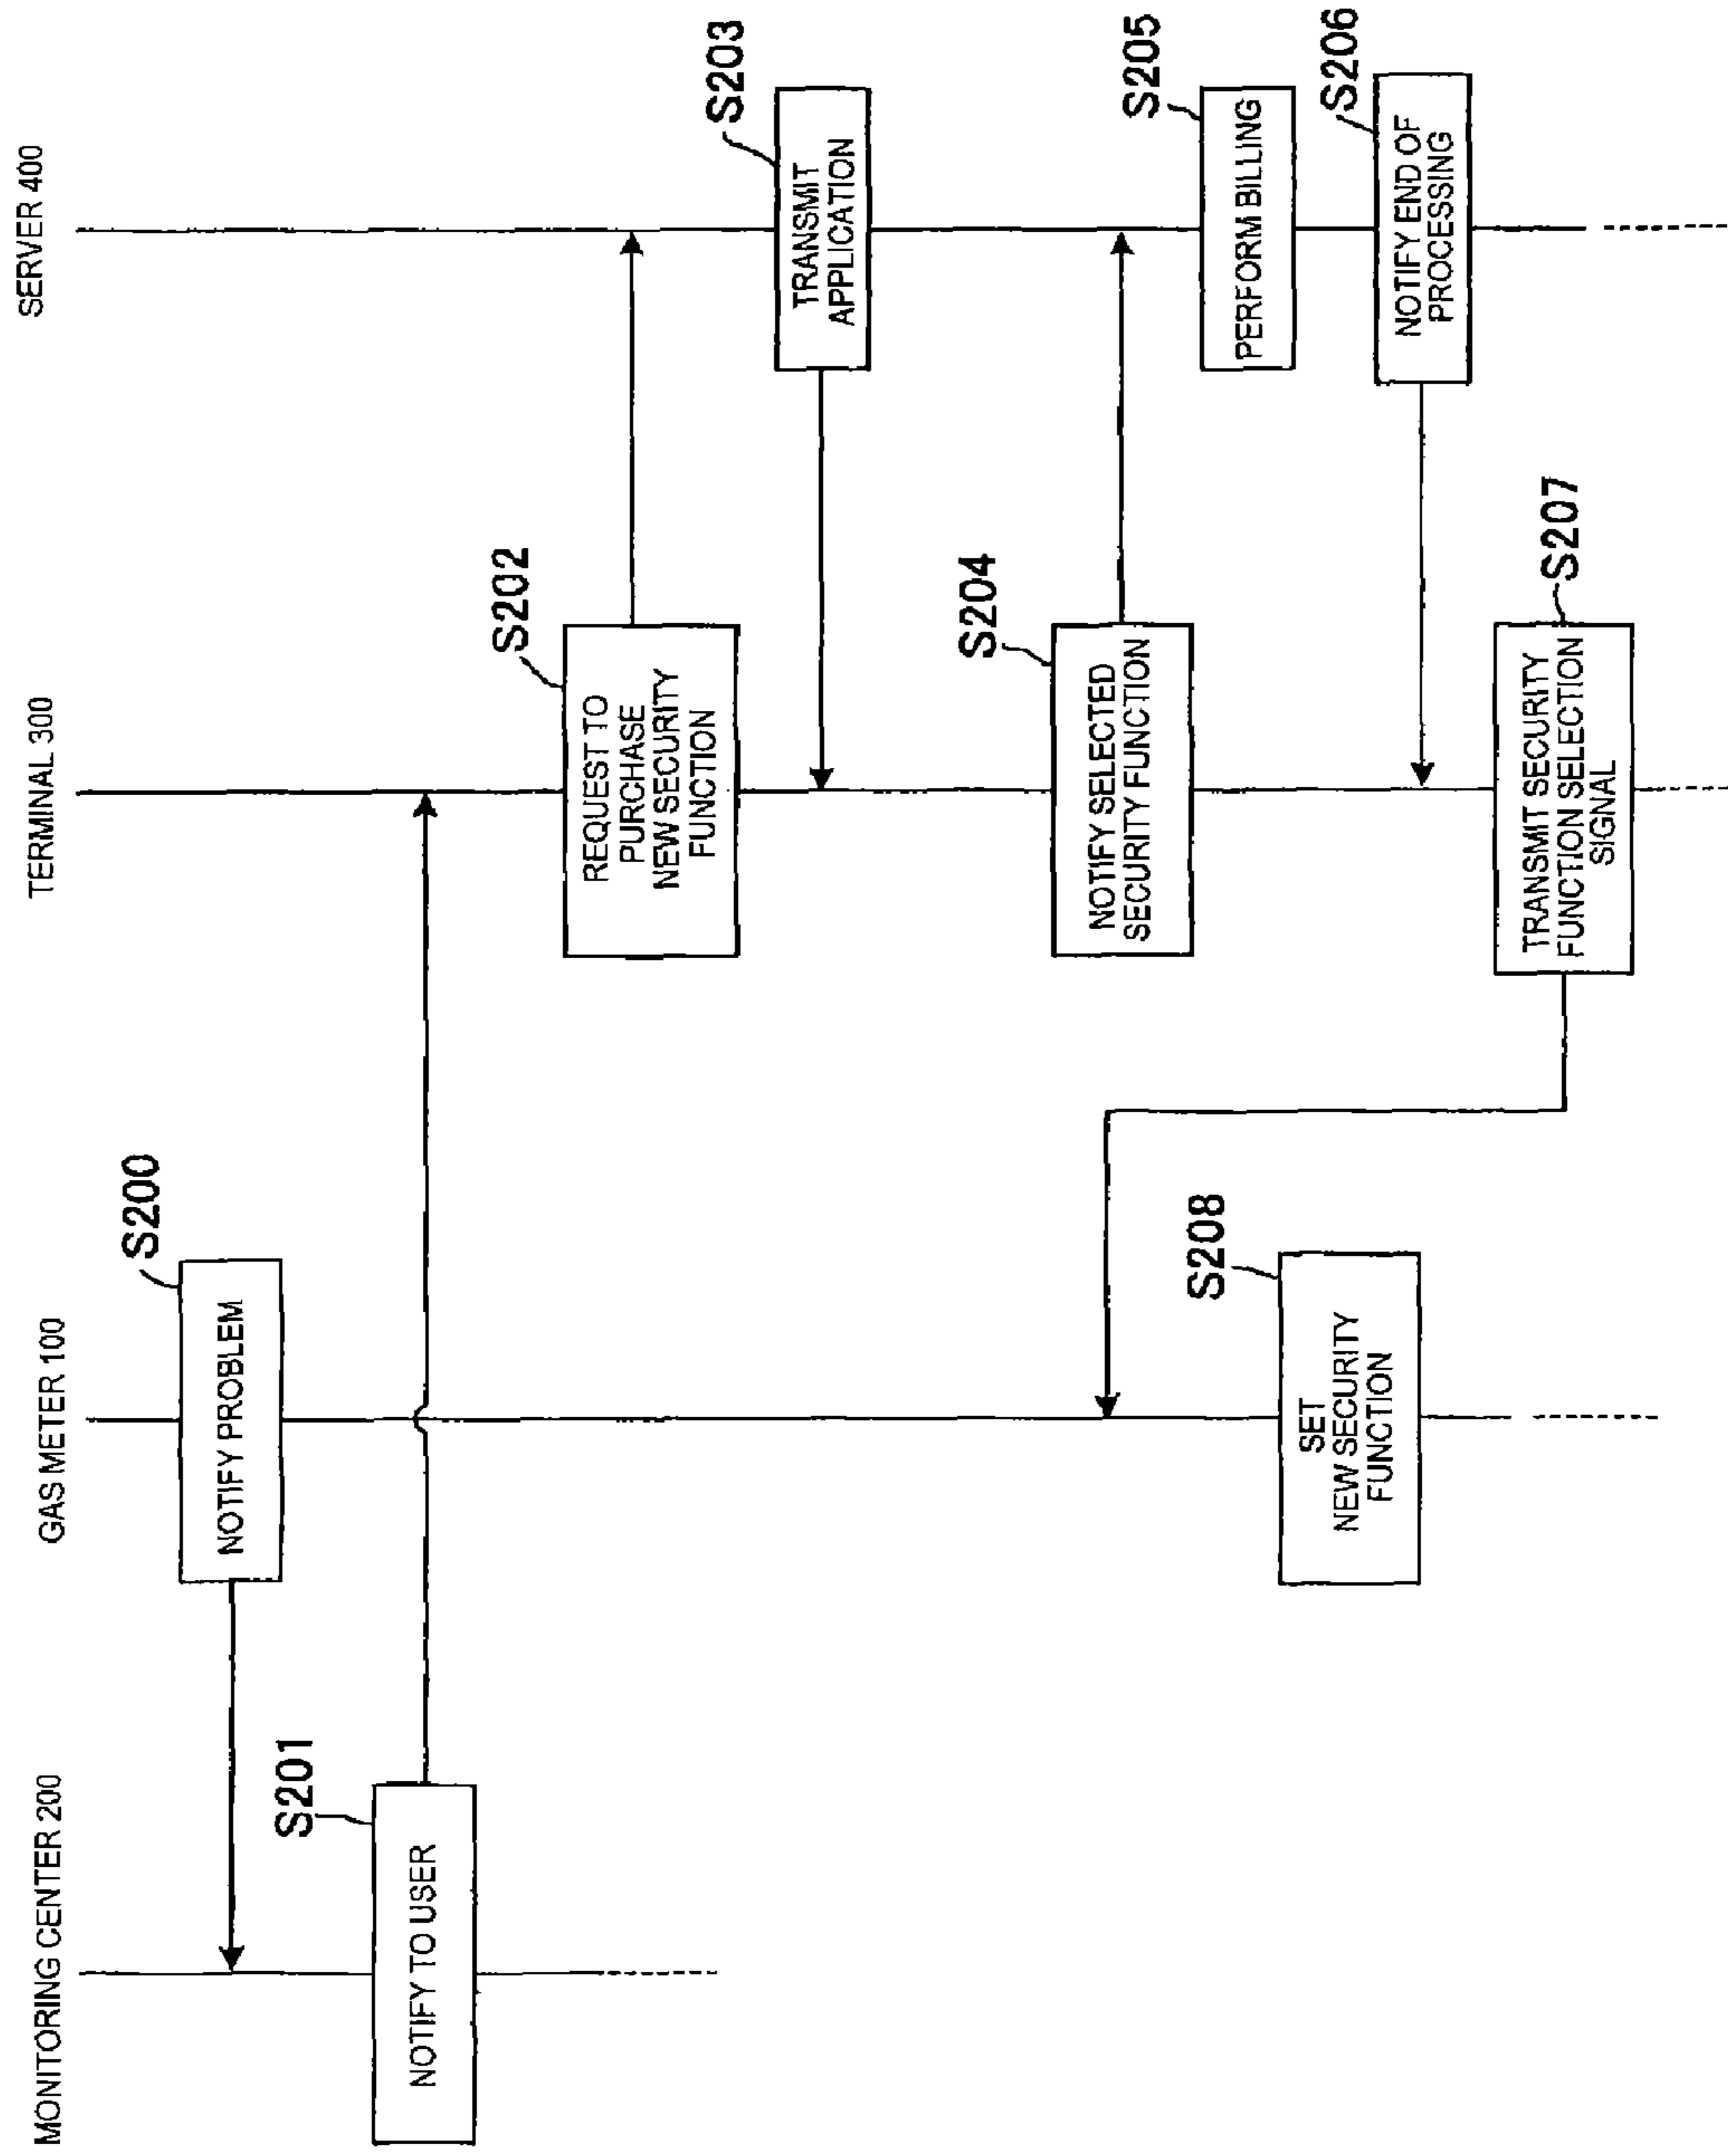 MONITORING CENTER 200
GAS METER 100
TERMINAL 300
SERVER 400
S200
NOTIFY PROBLEM
S201
NOTIFY TO USER
S202
REQUEST TO
PURCHASE
NEW SECURITY
FUNCTION
S203
TRANSMIT
APPLICATION
S204
NOTIFY SELECTED
SECURITY FUNCTION
S205
PERFORM BILLING
S206
NOTIFY END OF
PROCESSING
S207
TRANSMIT SECURITY
FUNCTION SELECTION
SIGNAL
S208
SET
NEW SECURITY
FUNCTION